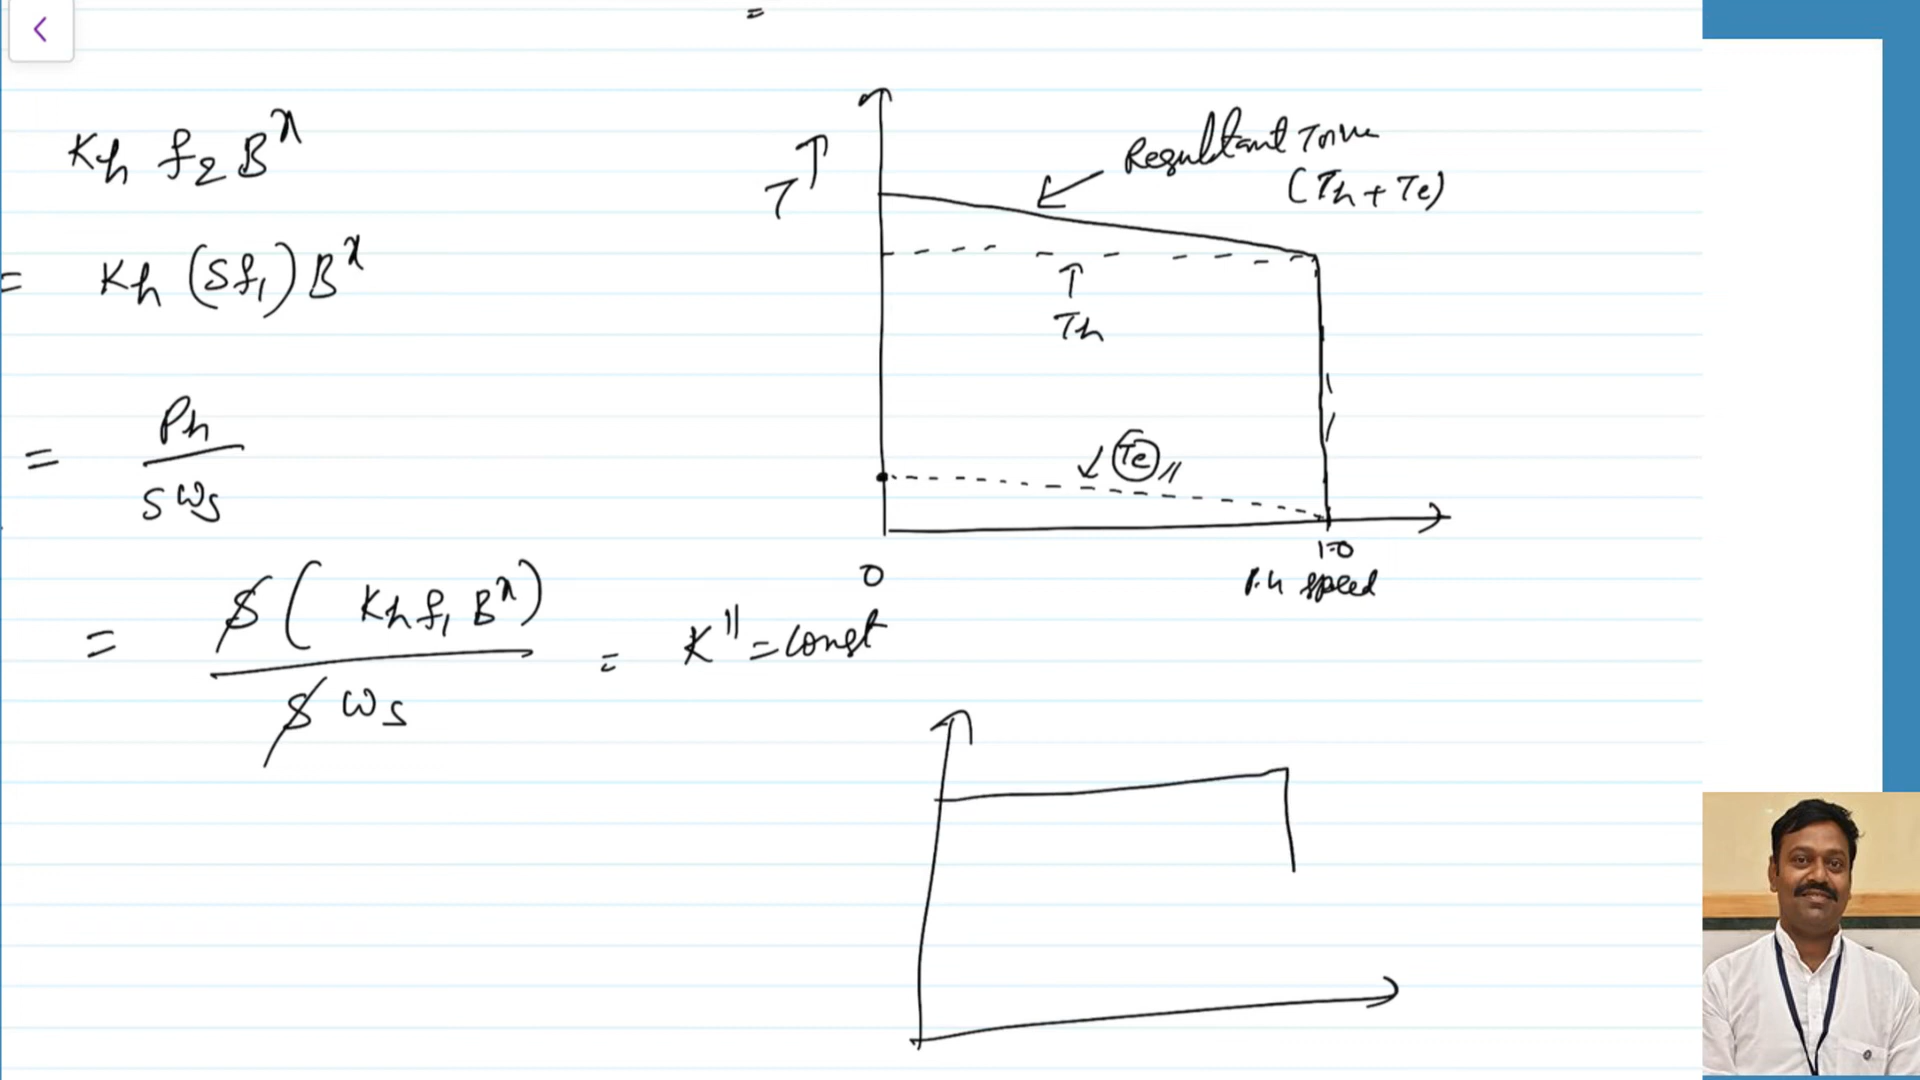 =
Kh f2 B^x
= Kh (Sf1) B^x
= Ph / SωS
= S ( Kh f1 B^x ) / S ωS = K'' = const
T
Resultant
(Th + Te)
Th
Te
0
1.0
speed